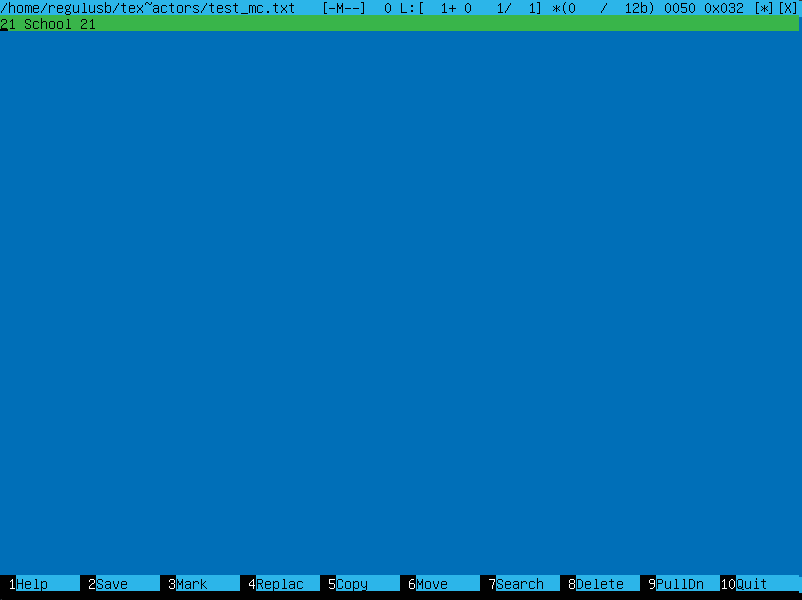 /home/regulusb/tex~actors/test_mc.txt   [-M--]  0 L:[  1+ 0   1/  1] *(0   /  12b) 0050 0x032 [*][X]
21 School 21
1Help 2Save 3Mark 4Replac 5Copy 6Move 7Search 8Delete 9PullDn 10Quit